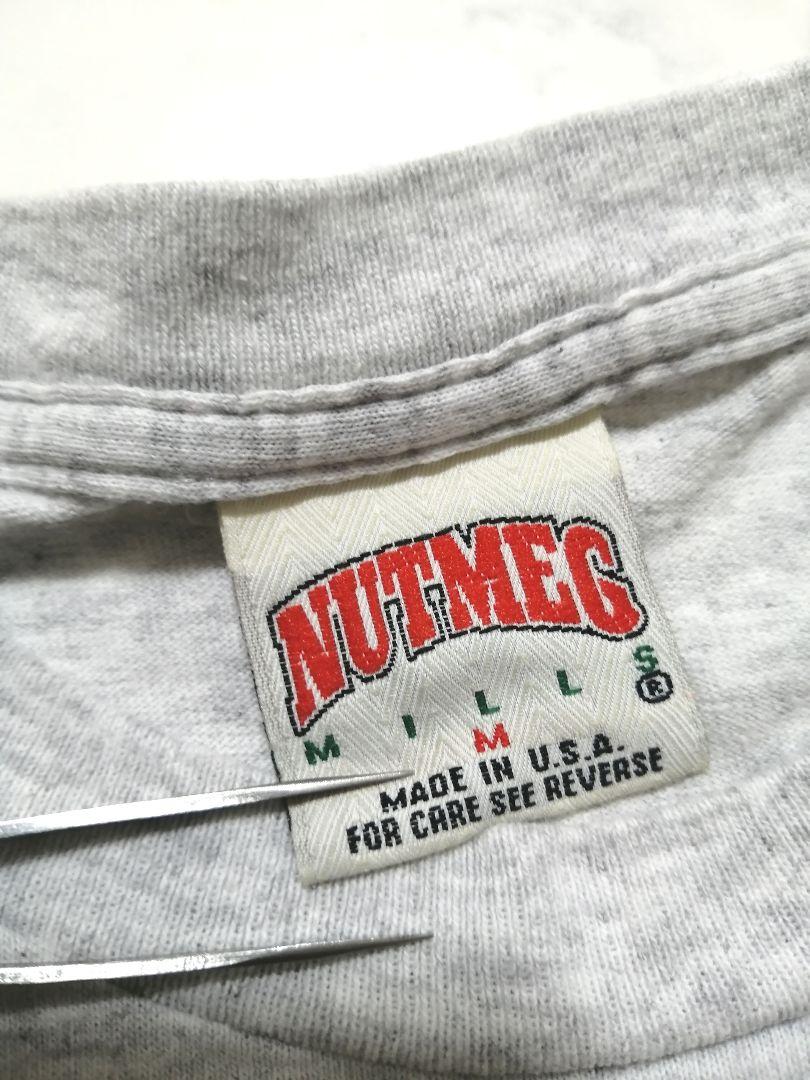 NUTMEG
MILLS®
M
MADE IN U.S.A.
FOR CARE SEE REVERSE